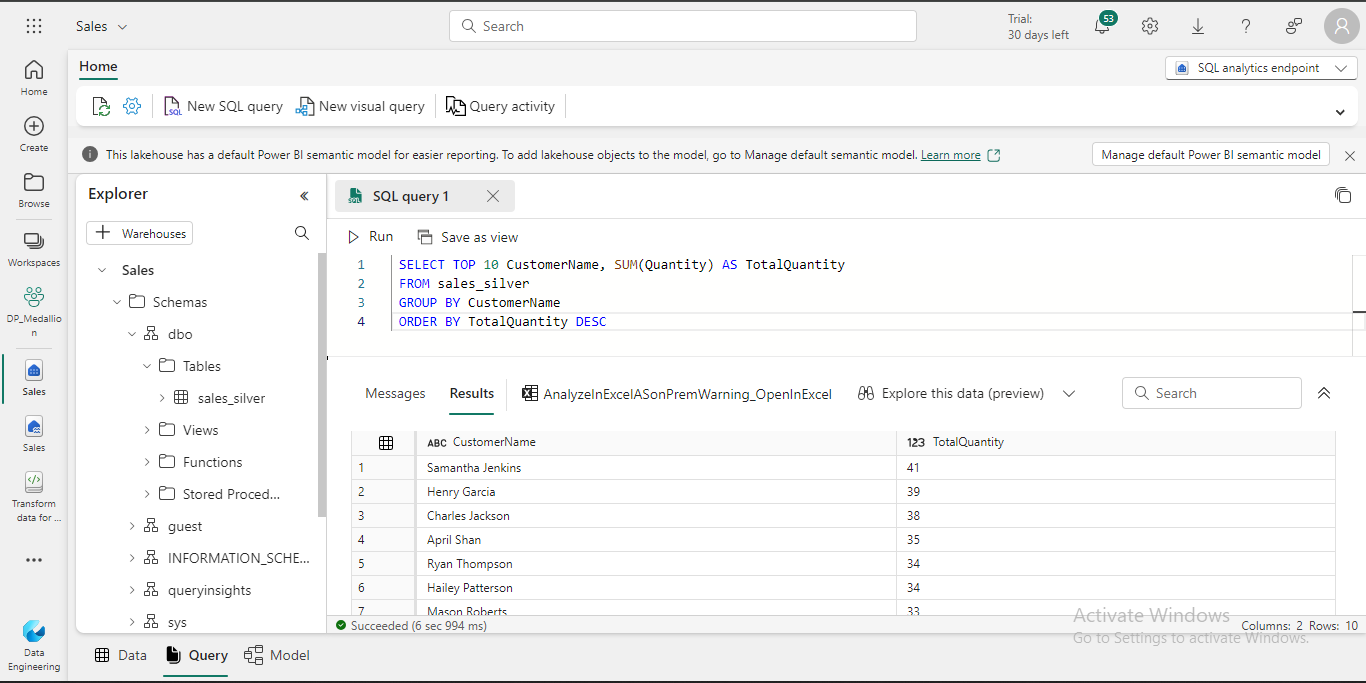 Sales
Search
Trial:
30 days left
53
Home
SQL analytics endpoint
New SQL query
New visual query
Query activity
This lakehouse has a default Power BI semantic model for easier reporting. To add lakehouse objects to the model, go to Manage default semantic model. Learn more
Manage default Power BI semantic model
Home
Create
Browse
Workspaces
DP_Medallio
n
Sales
Sales
Transform
data for ...
Data
Engineering
Explorer
Warehouses
Sales
Schemas
dbo
Tables
sales_silver
Views
Functions
Stored Proced...
guest
INFORMATION_SCHE...
queryinsights
sys
SQL query 1
Run
Save as view
1 SELECT TOP 10 CustomerName, SUM(Quantity) AS TotalQuantity
2 FROM sales_silver
3 GROUP BY CustomerName
4 ORDER BY TotalQuantity DESC
Messages
Results
AnalyzeInExcelASonPremWarning_OpenInExcel
Explore this data (preview)
Search
ABC CustomerName 123 TotalQuantity
1 Samantha Jenkins 41
2 Henry Garcia 39
3 Charles Jackson 38
4 April Shan 35
5 Ryan Thompson 34
6 Hailey Patterson 34
7 Mason Roberts 33
Succeeded (6 sec 994 ms)
Columns: 2 Rows: 10
Activate Windows
Go to Settings to activate Windows.
Data
Query
Model